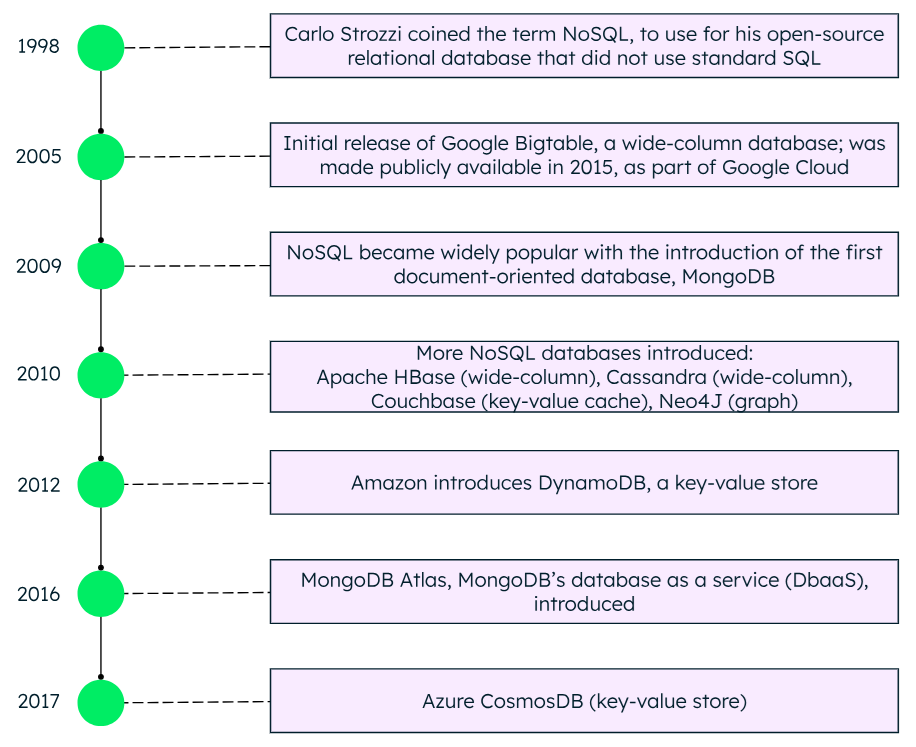 1998
Carlo Strozzi coined the term NoSQL, to use for his open-source
relational database that did not use standard SQL
2005
Initial release of Google Bigtable, a wide-column database; was
made publicly available in 2015, as part of Google Cloud
2009
NoSQL became widely popular with the introduction of the first
document-oriented database, MongoDB
2010
More NoSQL databases introduced:
Apache HBase (wide-column), Cassandra (wide-column),
Couchbase (key-value cache), Neo4J (graph)
2012
Amazon introduces DynamoDB, a key-value store
2016
MongoDB Atlas, MongoDB’s database as a service (DbaaS),
introduced
2017
Azure CosmosDB (key-value store)